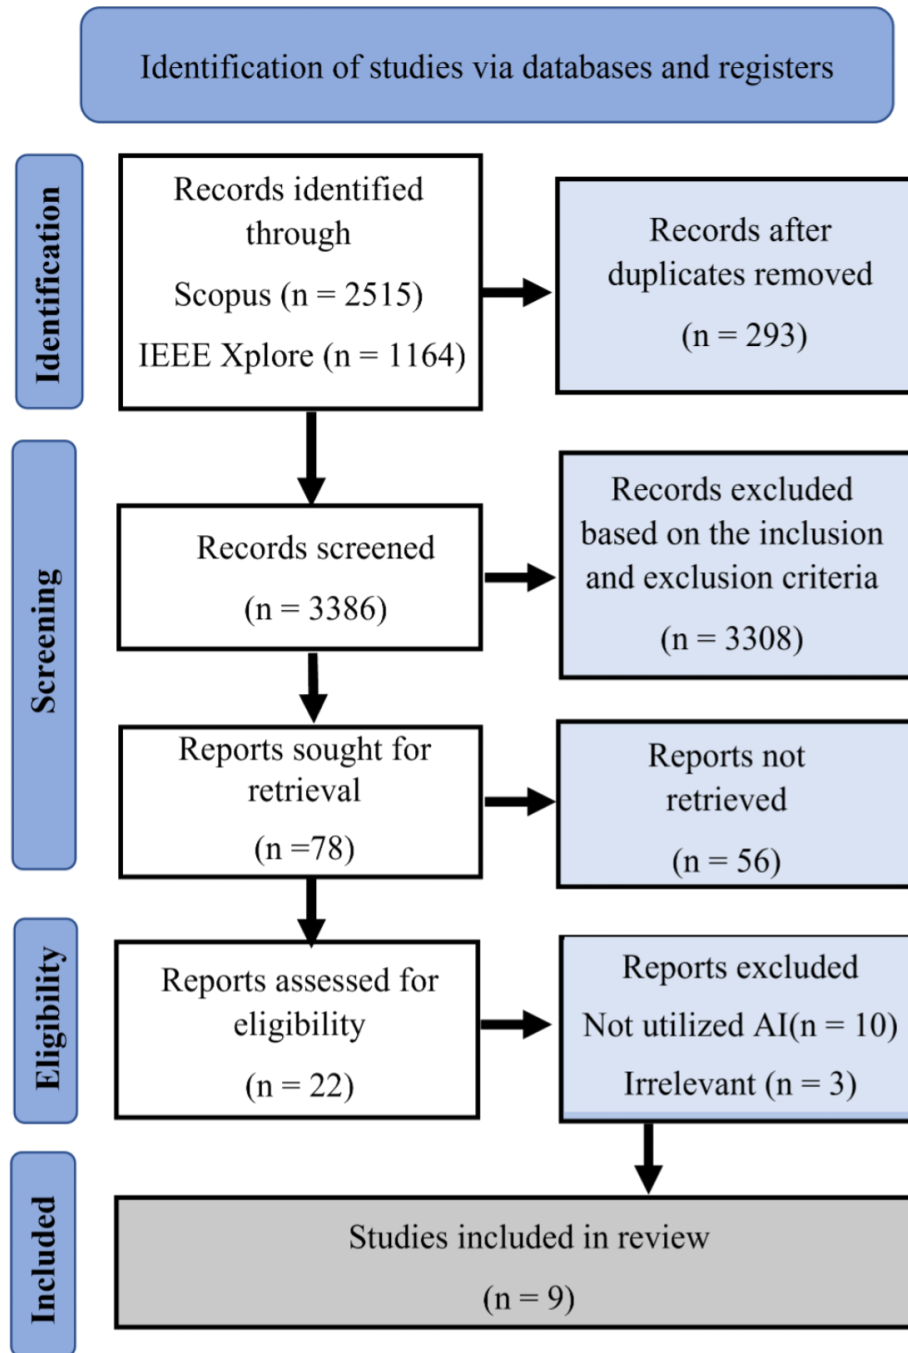 Identification of studies via databases and registers
Identification
Records identified
through
Scopus (n = 2515)
IEEE Xplore (n = 1164)
Records after
duplicates removed
(n = 293)
Screening
Records screened
(n = 3386)
Records excluded
based on the inclusion
and exclusion criteria
(n = 3308)
Reports sought for
retrieval
(n =78)
Reports not
retrieved
(n = 56)
Eligibility
Reports assessed for
eligibility
(n = 22)
Reports excluded
Not utilized AI(n = 10)
Irrelevant (n = 3)
Included
Studies included in review
(n = 9)